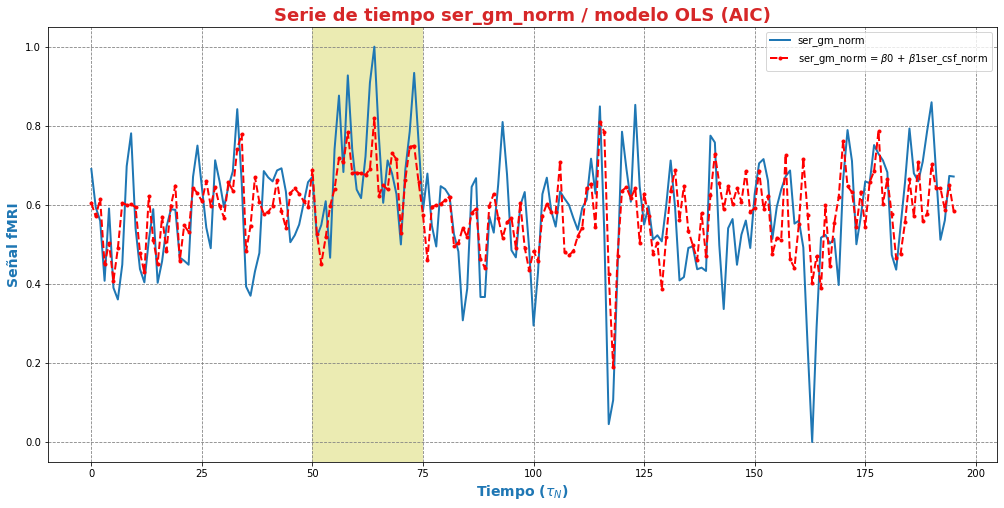 Serie de tiempo ser_gm_norm / modelo OLS (AIC)
ser_gm_norm
ser_gm_norm = β0 + β1ser_csf_norm
Señal fMRI
1.0
0.8
0.6
0.4
0.2
0.0
0 25 50 75 100 125 150 175 200
Tiempo (τ_N)